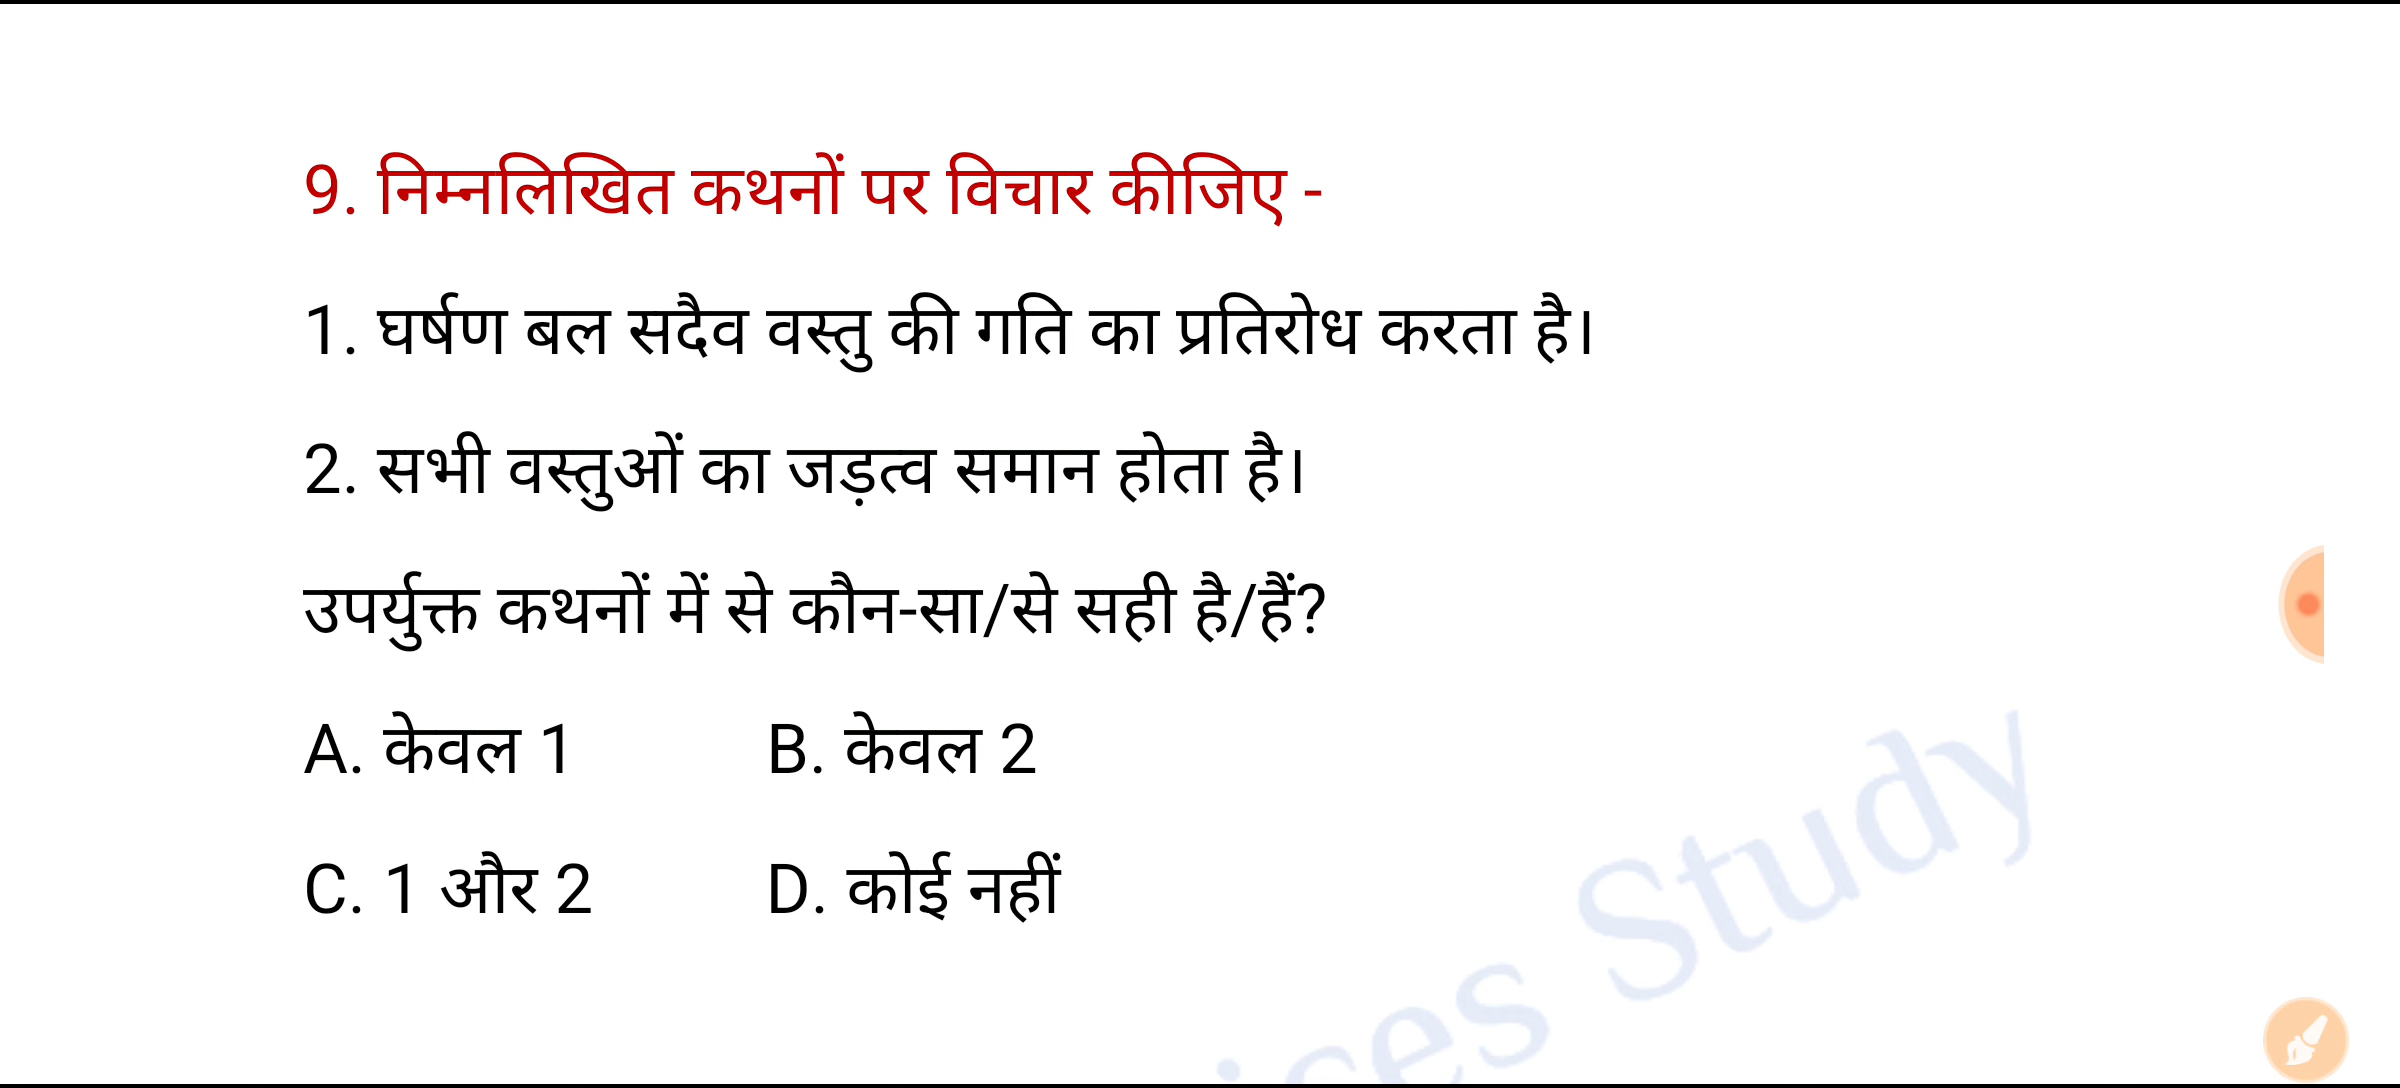 9. निम्नलिखित कथनों पर विचार कीजिए -
1. घर्षण बल सदैव वस्तु की गति का प्रतिरोध करता है।
2. सभी वस्तुओं का जड़त्व समान होता है।
उपर्युक्त कथनों में से कौन-सा/से सही है/हैं?
A. केवल 1 B. केवल 2
C. 1 और 2 D. कोई नहीं
Study